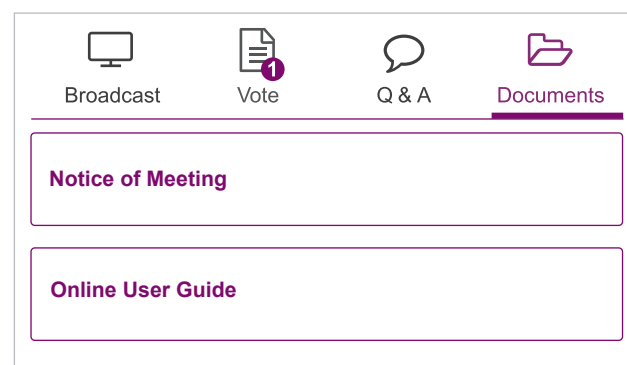 1
Broadcast Vote Q & A Documents
Notice of Meeting
Online User Guide